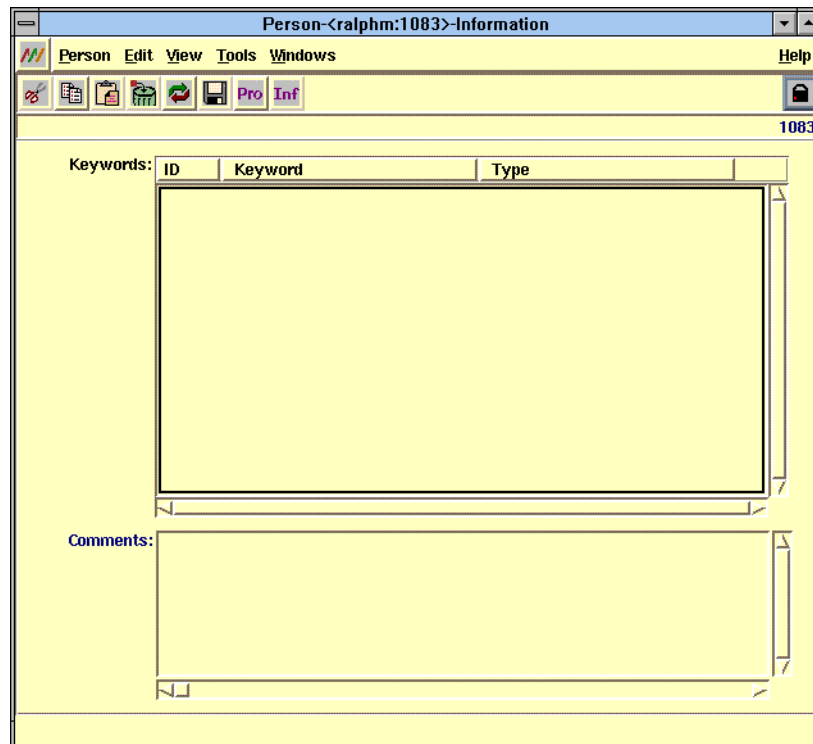 Person-<ralphm:1083>-Information
Person Edit View Tools Windows Help
Pro Inf
1083
Keywords: ID Keyword Type
Comments: